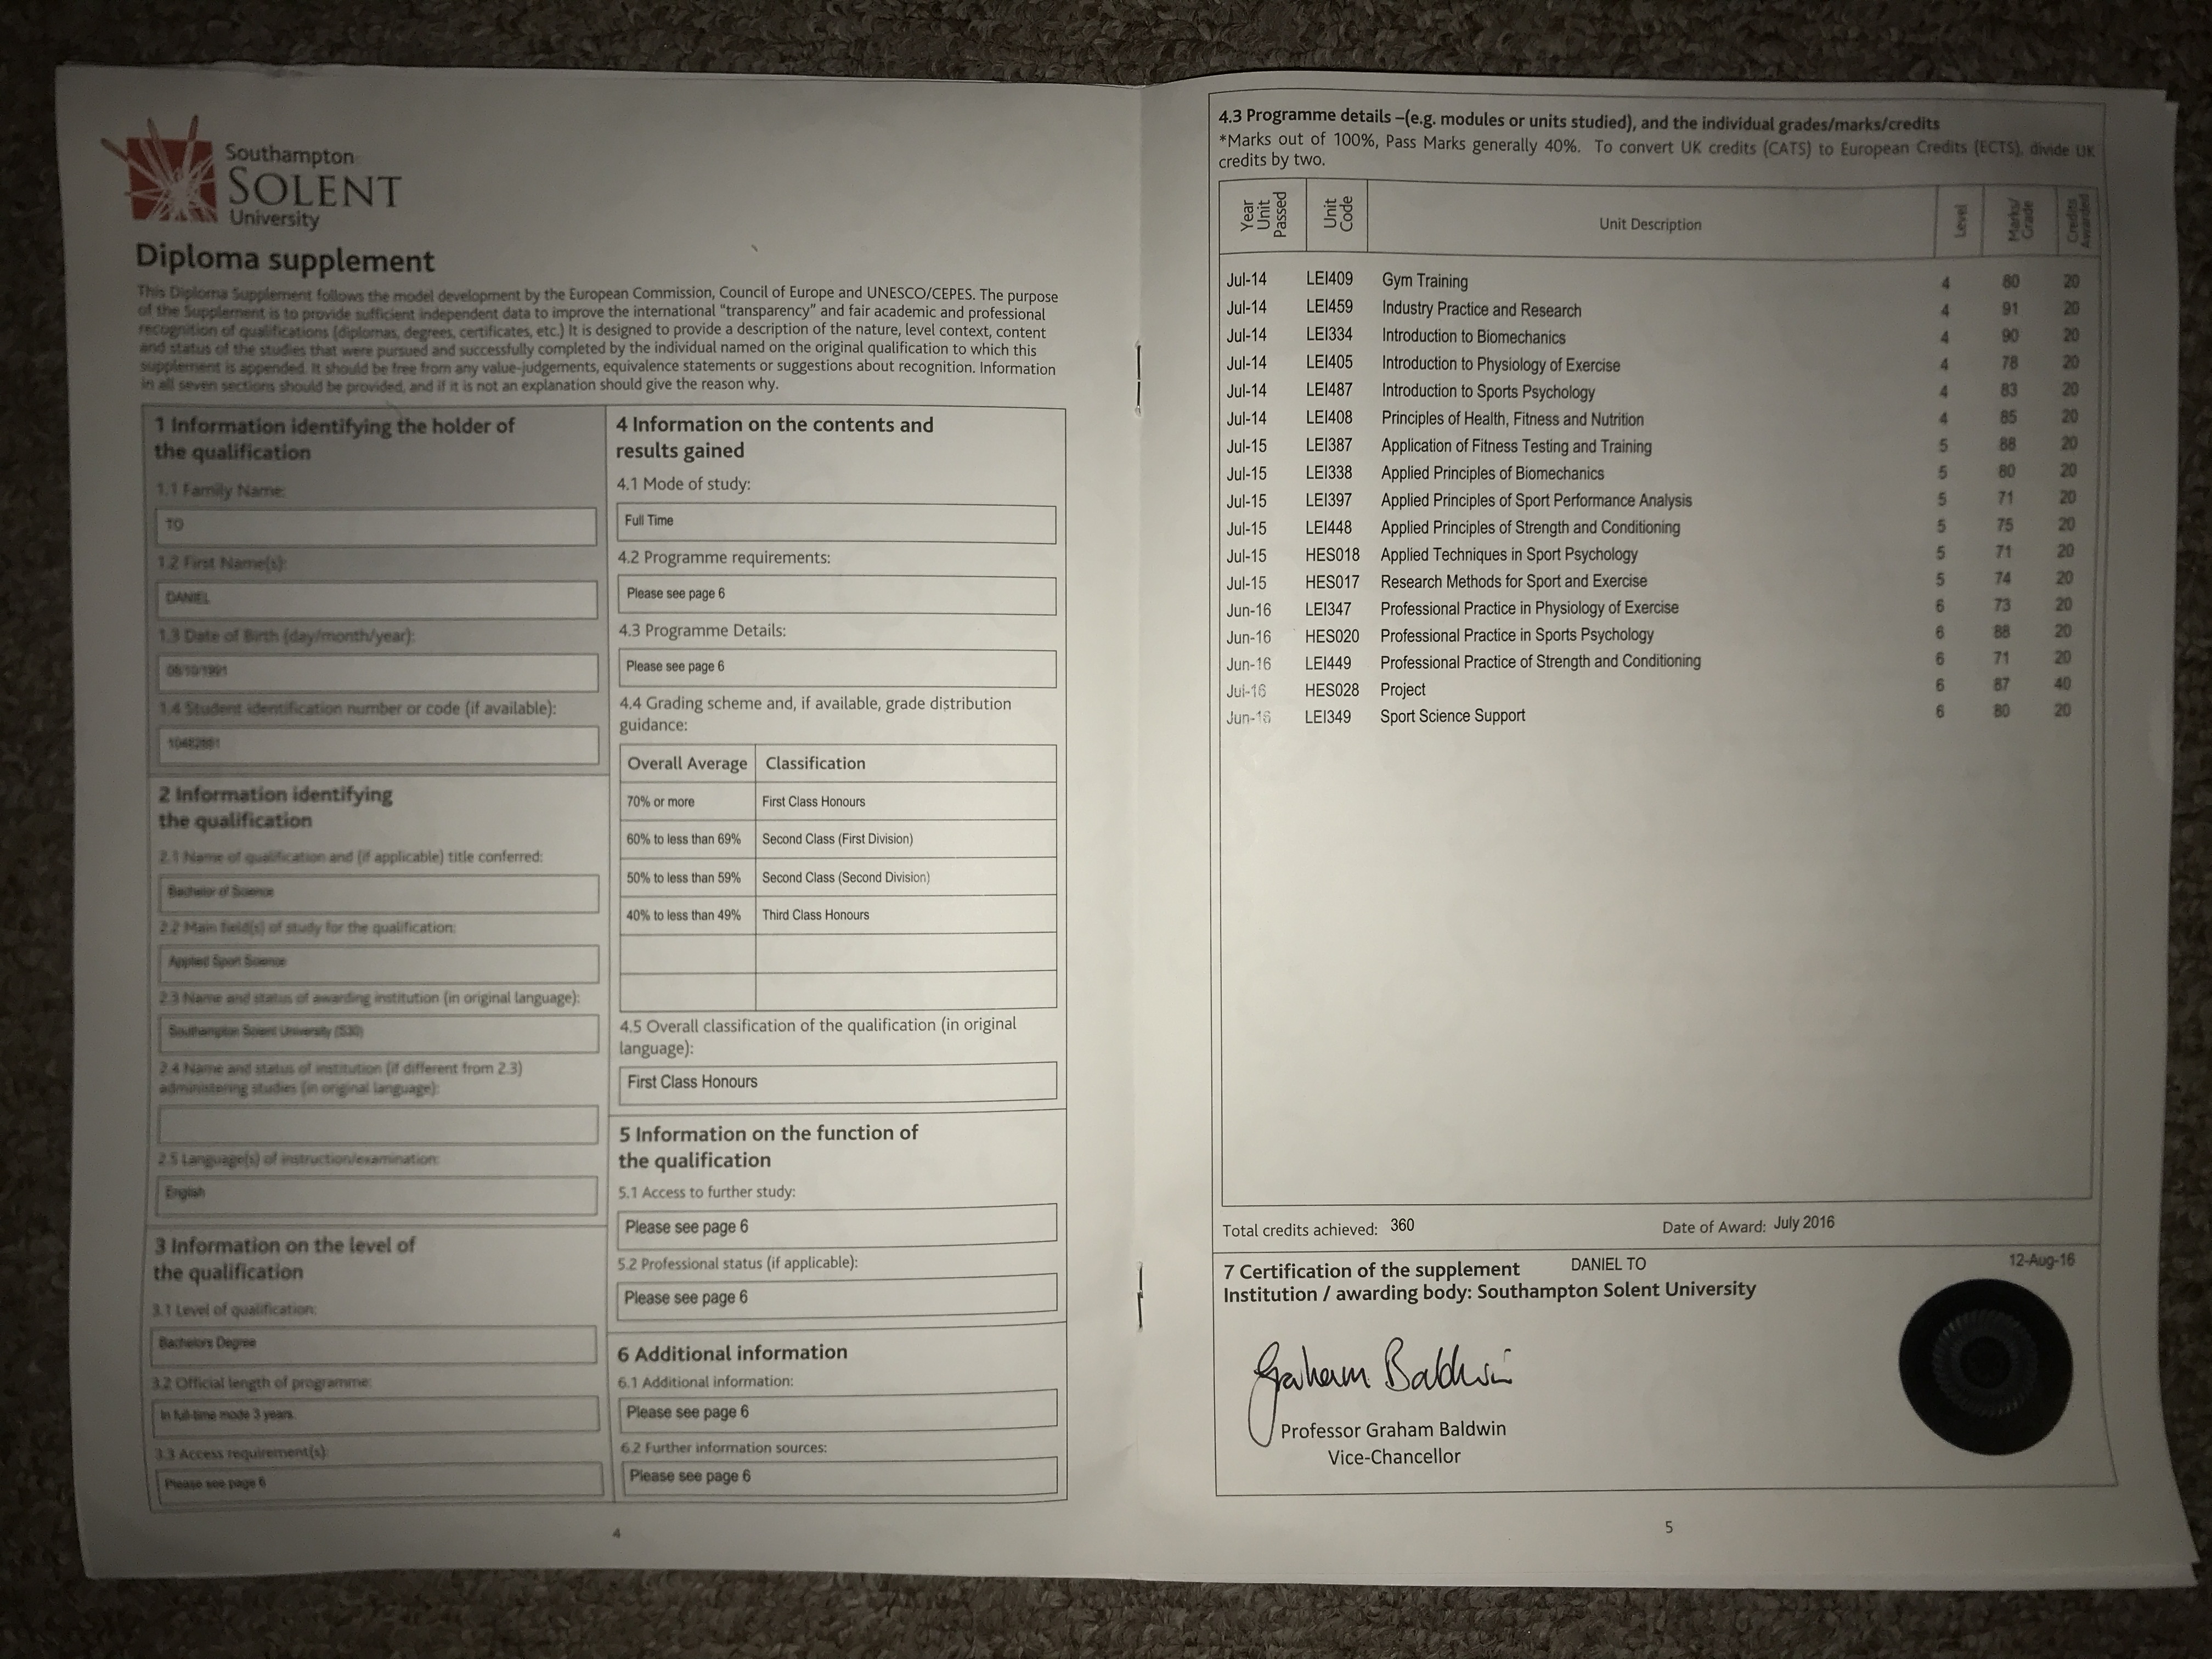 Southampton
SOLENT
University
Diploma supplement
This Diploma Supplement follows the model development by the European Commission, Council of Europe and UNESCO/CEPES. The purpose
of the Supplement is to provide sufficient independent data to improve the international "transparency" and fair academic and professional
recognition of qualifications (diplomas, degrees, certificates, etc.) It is designed to provide a description of the nature, level context, content
and status of the studies that were pursued and successfully completed by the individual named on the original qualification to which this
supplement is appended. It should be free from any value-judgements, equivalence statements or suggestions about recognition. Information
in all seven sections should be provided, and if it is not an explanation should give the reason why.
1 Information identifying the holder of
the qualification
1.1 Family Name:
TO
1.2 First Name(s):
DANIEL
1.3 Date of Birth (day/month/year):
1.4 Student identification number or code (if available):
2 Information identifying
the qualification
2.1 Name of qualification and (if applicable) title conferred:
Bachelor of Science
2.2 Main field(s) of study for the qualification:
Applied Sport Science
2.3 Name and status of awarding institution (in original language):
Southampton Solent University (S30)
2.4 Name and status of institution (if different from 2.3)
administering studies (in original language):
2.5 Language(s) of instruction/examination:
English
3 Information on the level of
the qualification
3.1 Level of qualification:
Bachelors Degree
3.2 Official length of programme:
In full-time mode 3 years.
3.3 Access requirement(s):
Please see page 6
4 Information on the contents and
results gained
4.1 Mode of study:
Full Time
4.2 Programme requirements:
Please see page 6
4.3 Programme Details:
Please see page 6
4.4 Grading scheme and, if available, grade distribution
guidance:
Overall Average Classification
70% or more First Class Honours
60% to less than 69% Second Class (First Division)
50% to less than 59% Second Class (Second Division)
40% to less than 49% Third Class Honours
4.5 Overall classification of the qualification (in original
language):
First Class Honours
5 Information on the function of
the qualification
5.1 Access to further study:
Please see page 6
5.2 Professional status (if applicable):
Please see page 6
6 Additional information
6.1 Additional information:
Please see page 6
6.2 Further information sources:
Please see page 6
4
4.3 Programme details –(e.g. modules or units studied), and the individual grades/marks/credits
*Marks out of 100%, Pass Marks generally 40%. To convert UK credits (CATS) to European Credits (ECTS), divide UK
credits by two.
Year Unit Passed Unit Code Unit Description Level Marks/ Grade Credits Awarded
Jul-14 LEI409 Gym Training 4 80 20
Jul-14 LEI459 Industry Practice and Research 4 91 20
Jul-14 LEI334 Introduction to Biomechanics 4 90 20
Jul-14 LEI405 Introduction to Physiology of Exercise 4 78 20
Jul-14 LEI487 Introduction to Sports Psychology 4 83 20
Jul-14 LEI408 Principles of Health, Fitness and Nutrition 4 85 20
Jul-15 LEI387 Application of Fitness Testing and Training 5 88 20
Jul-15 LEI338 Applied Principles of Biomechanics 5 80 20
Jul-15 LEI397 Applied Principles of Sport Performance Analysis 5 71 20
Jul-15 LEI448 Applied Principles of Strength and Conditioning 5 75 20
Jul-15 HES018 Applied Techniques in Sport Psychology 5 71 20
Jul-15 HES017 Research Methods for Sport and Exercise 5 74 20
Jun-16 LEI347 Professional Practice in Physiology of Exercise 6 73 20
Jun-16 HES020 Professional Practice in Sports Psychology 6 88 20
Jun-16 LEI449 Professional Practice of Strength and Conditioning 6 71 20
Jul-16 HES028 Project 6 87 40
Jun-16 LEI349 Sport Science Support 6 80 20
Total credits achieved: 360 Date of Award: July 2016
7 Certification of the supplement DANIEL TO 12-Aug-16
Institution / awarding body: Southampton Solent University
Graham Baldwin
Professor Graham Baldwin
Vice-Chancellor
5